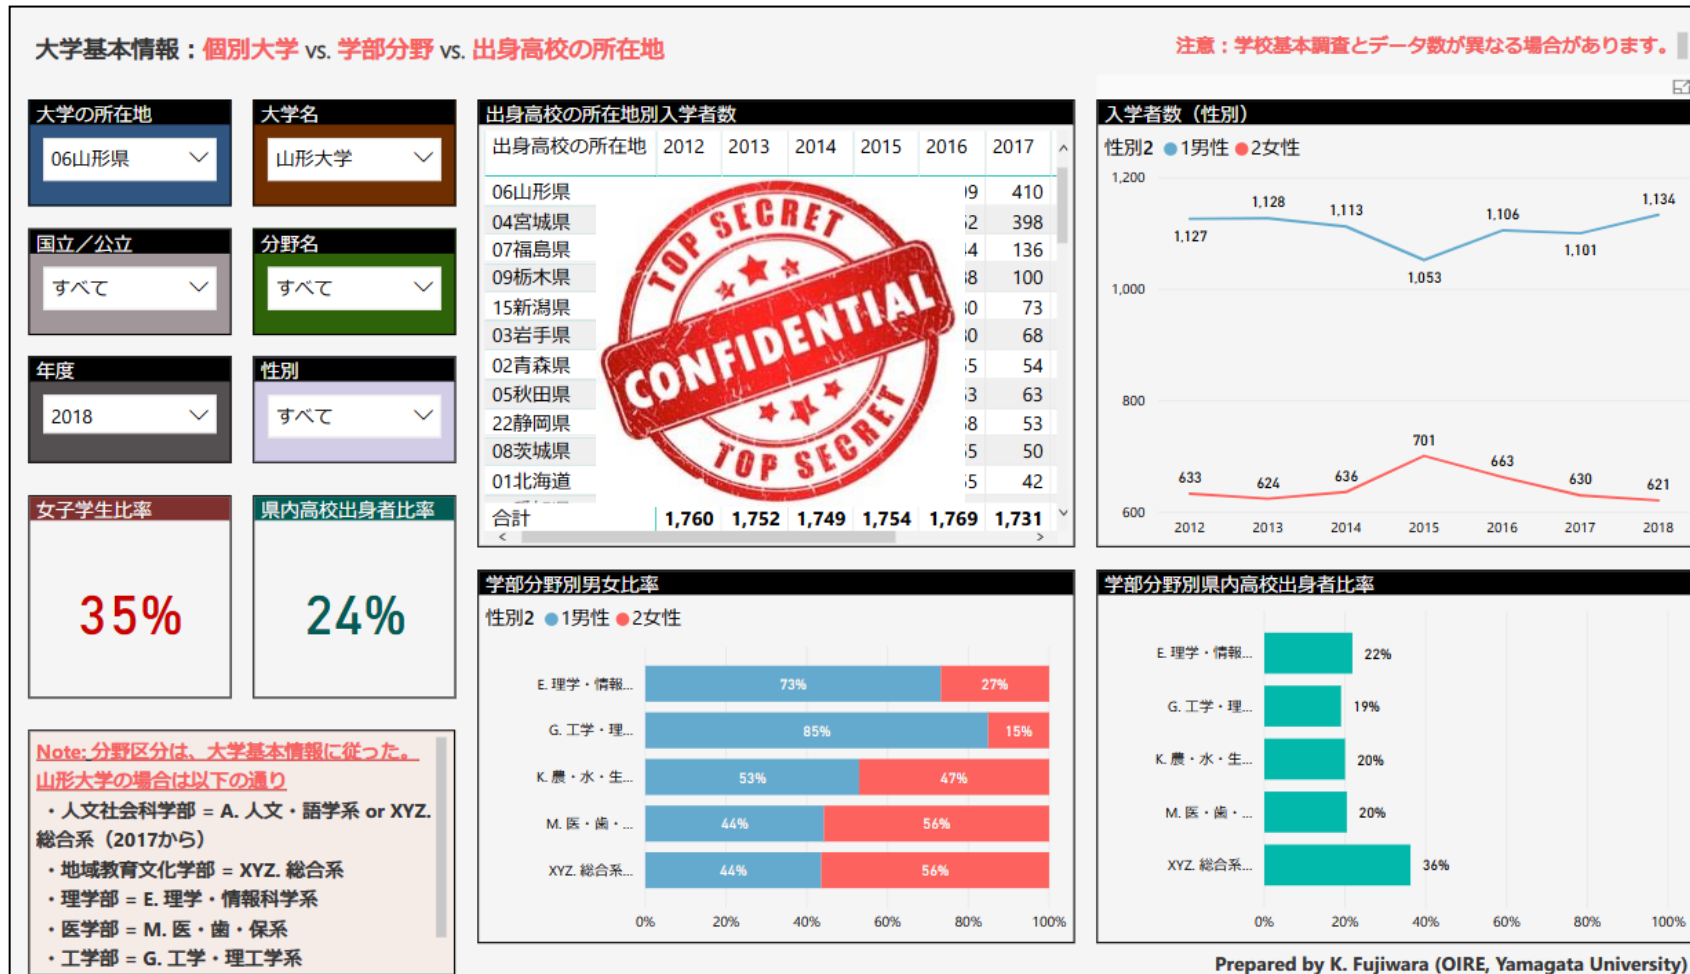 大学基本情報：個別大学 vs. 学部分野 vs. 出身高校の所在地
注意：学校基本調査とデータ数が異なる場合があります。
大学の所在地
06山形県
大学名
山形大学
国立／公立
すべて
分野名
すべて
年度
2018
性別
すべて
女子学生比率
35%
県内高校出身者比率
24%
Note: 分野区分は、大学基本情報に従った。
山形大学の場合は以下の通り
・人文社会科学部 = A. 人文・語学系 or XYZ.
総合系（2017から）
・地域教育文化学部 = XYZ. 総合系
・理学部 = E. 理学・情報科学系
・医学部 = M. 医・歯・保系
・工学部 = G. 工学・理工学系
出身高校の所在地別入学者数
出身高校の所在地 2012 2013 2014 2015 2016 2017
06山形県 410
04宮城県 398
07福島県 136
09栃木県 100
15新潟県 73
03岩手県 68
02青森県 54
05秋田県 63
22静岡県 53
08茨城県 50
01北海道 42
合計 1,760 1,752 1,749 1,754 1,769 1,731
TOP SECRET
CONFIDENTIAL
TOP SECRET
入学者数（性別）
性別2 1男性 2女性
1,200
1,000
800
600
1,127 1,128 1,113 1,053 1,106 1,101 1,134
633 624 636 701 663 630 621
2012 2013 2014 2015 2016 2017 2018
学部分野別男女比率
性別2 1男性 2女性
E. 理学・情報... 73% 27%
G. 工学・理... 85% 15%
K. 農・水・生... 53% 47%
M. 医・歯・... 44% 56%
XYZ. 総合系... 44% 56%
0% 20% 40% 60% 80% 100%
学部分野別県内高校出身者比率
E. 理学・情報... 22%
G. 工学・理... 19%
K. 農・水・生... 20%
M. 医・歯・... 20%
XYZ. 総合系... 36%
0% 20% 40% 60% 80% 100%
Prepared by K. Fujiwara (OIRE, Yamagata University)